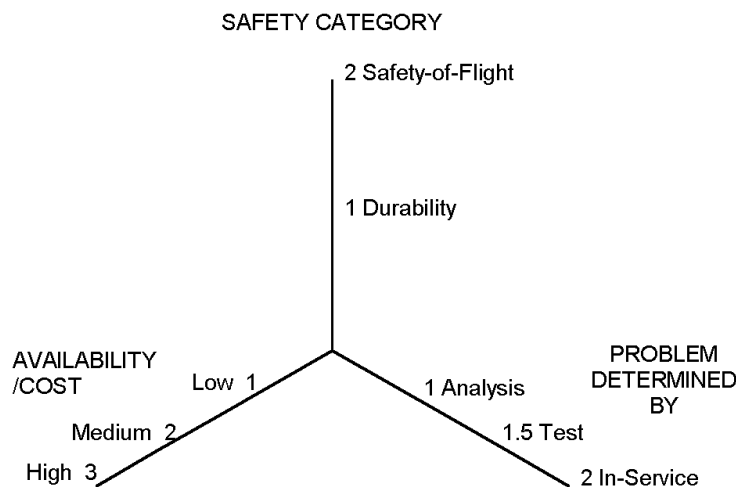 SAFETY CATEGORY
2 Safety-of-Flight
1 Durability
AVAILABILITY
/COST
Low 1
Medium 2
High 3
PROBLEM
DETERMINED
BY
1 Analysis
1.5 Test
2 In-Service